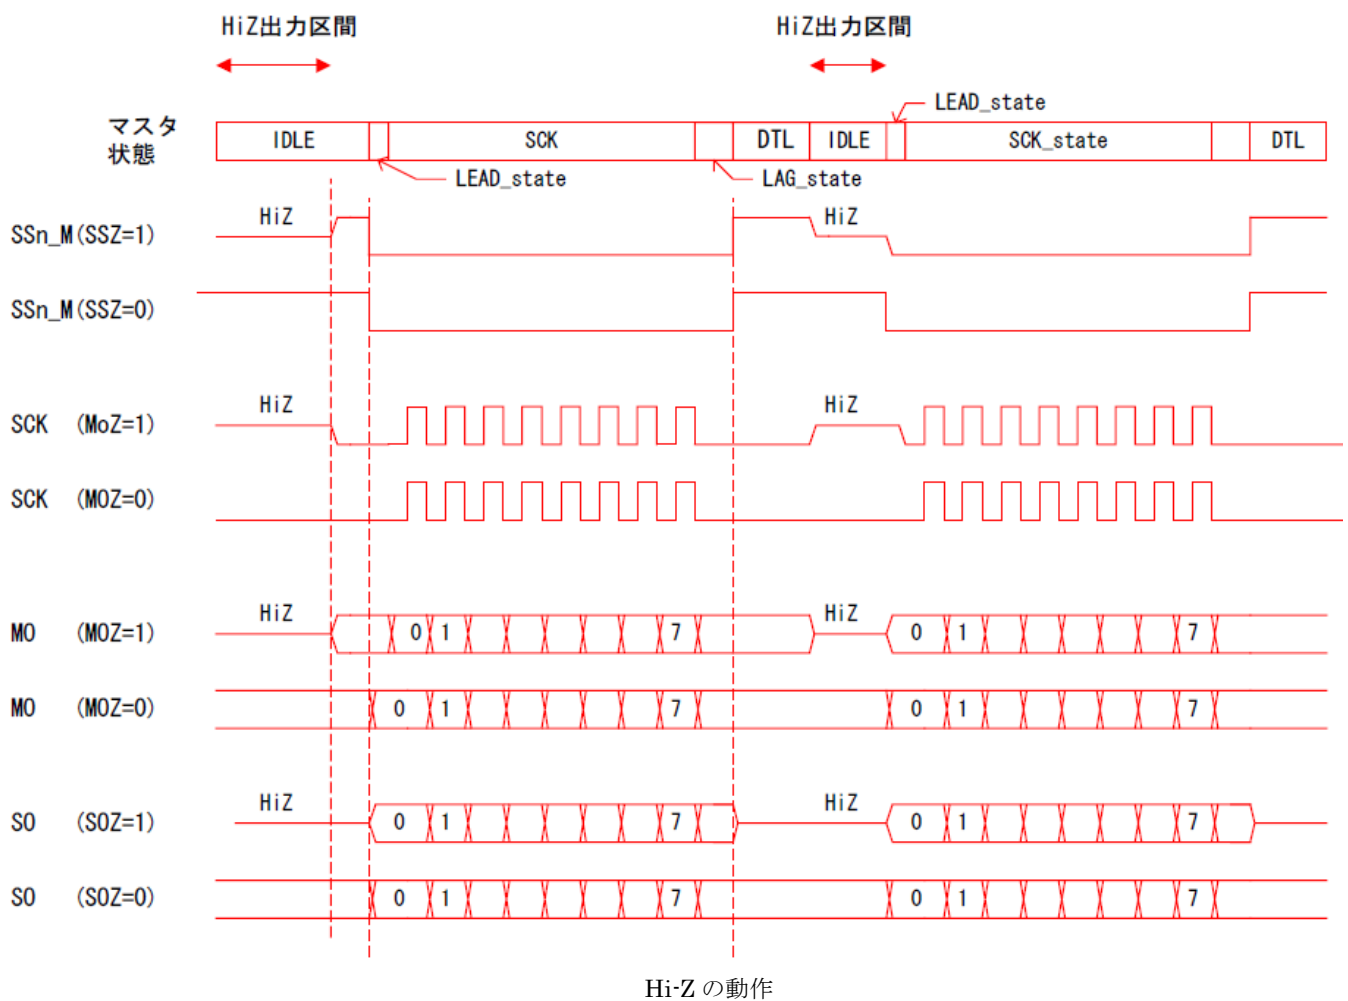 HiZ出力区間 HiZ出力区間
LEAD_state
マスタ
状態
IDLE SCK DTL IDLE SCK_state DTL
LEAD_state LAG_state
HiZ HiZ
SSn_M(SSZ=1)
SSn_M(SSZ=0)
HiZ HiZ
SCK (MoZ=1)
SCK (MOZ=0)
HiZ HiZ
MO (MOZ=1) 0 1 7 0 1 7
MO (MOZ=0) 0 1 7 0 1 7
HiZ HiZ
SO (SOZ=1) 0 1 7 0 1 7
SO (SOZ=0) 0 1 7 0 1 7
Hi-Z の動作